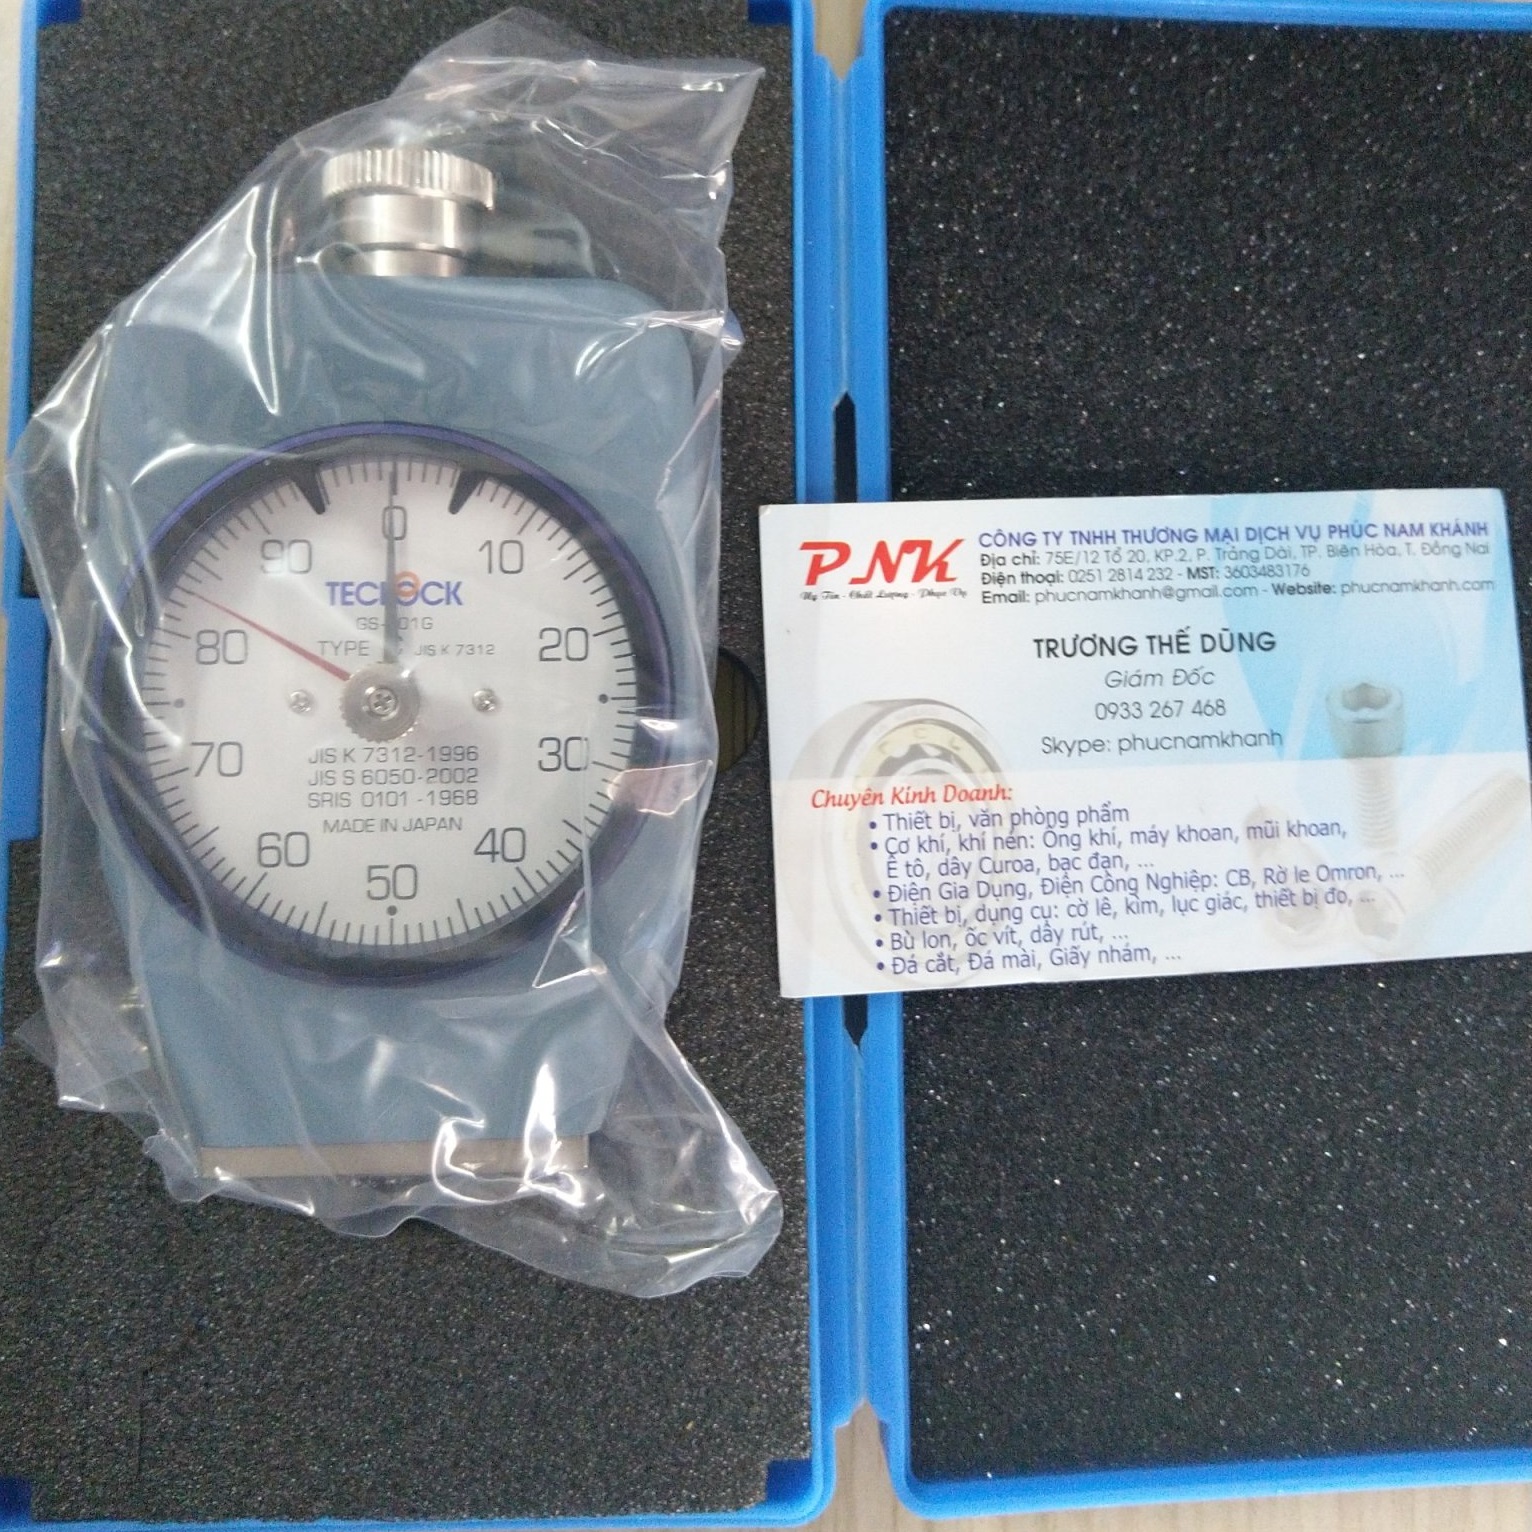 0
90
10
TECLOCK
TYPE
JIS K 7312
80
20
70
30
JIS K 7312-1996
JIS S 6050-2002
SRIS 0101-1968
MADE IN JAPAN
60
40
50
PNK
Uy Tín - Chất Lượng - Phục Vụ
CÔNG TY TNHH THƯƠNG MẠI DỊCH VỤ PHÚC NAM KHÁNH
Địa chỉ: 75E/12 Tổ 20, KP.2, P. Trảng Dài, TP. Biên Hòa, T. Đồng Nai
Điện thoại: 0251 2814 232 - MST: 3603483176
Email: phucnamkhanh@gmail.com - Website: phucnamkhanh.com
TRƯƠNG THẾ DŨNG
Giám Đốc
0933 267 468
Skype: phucnamkhanh
Chuyên Kinh Doanh:
• Thiết bị, văn phòng phẩm
• Cơ khí, khí nén: Ống khí, máy khoan, mũi khoan,
Ê tô, dây Curoa, bạc đạn, ...
• Điện Gia Dụng, Điện Công Nghiệp: CB, Rờ le Omron, ...
• Thiết bị, dụng cụ: cờ lê, kìm, lục giác, thiết bị đo, ...
• Bù lon, ốc vít, dây rút, ...
• Đá cắt, Đá mài, Giấy nhám, ...